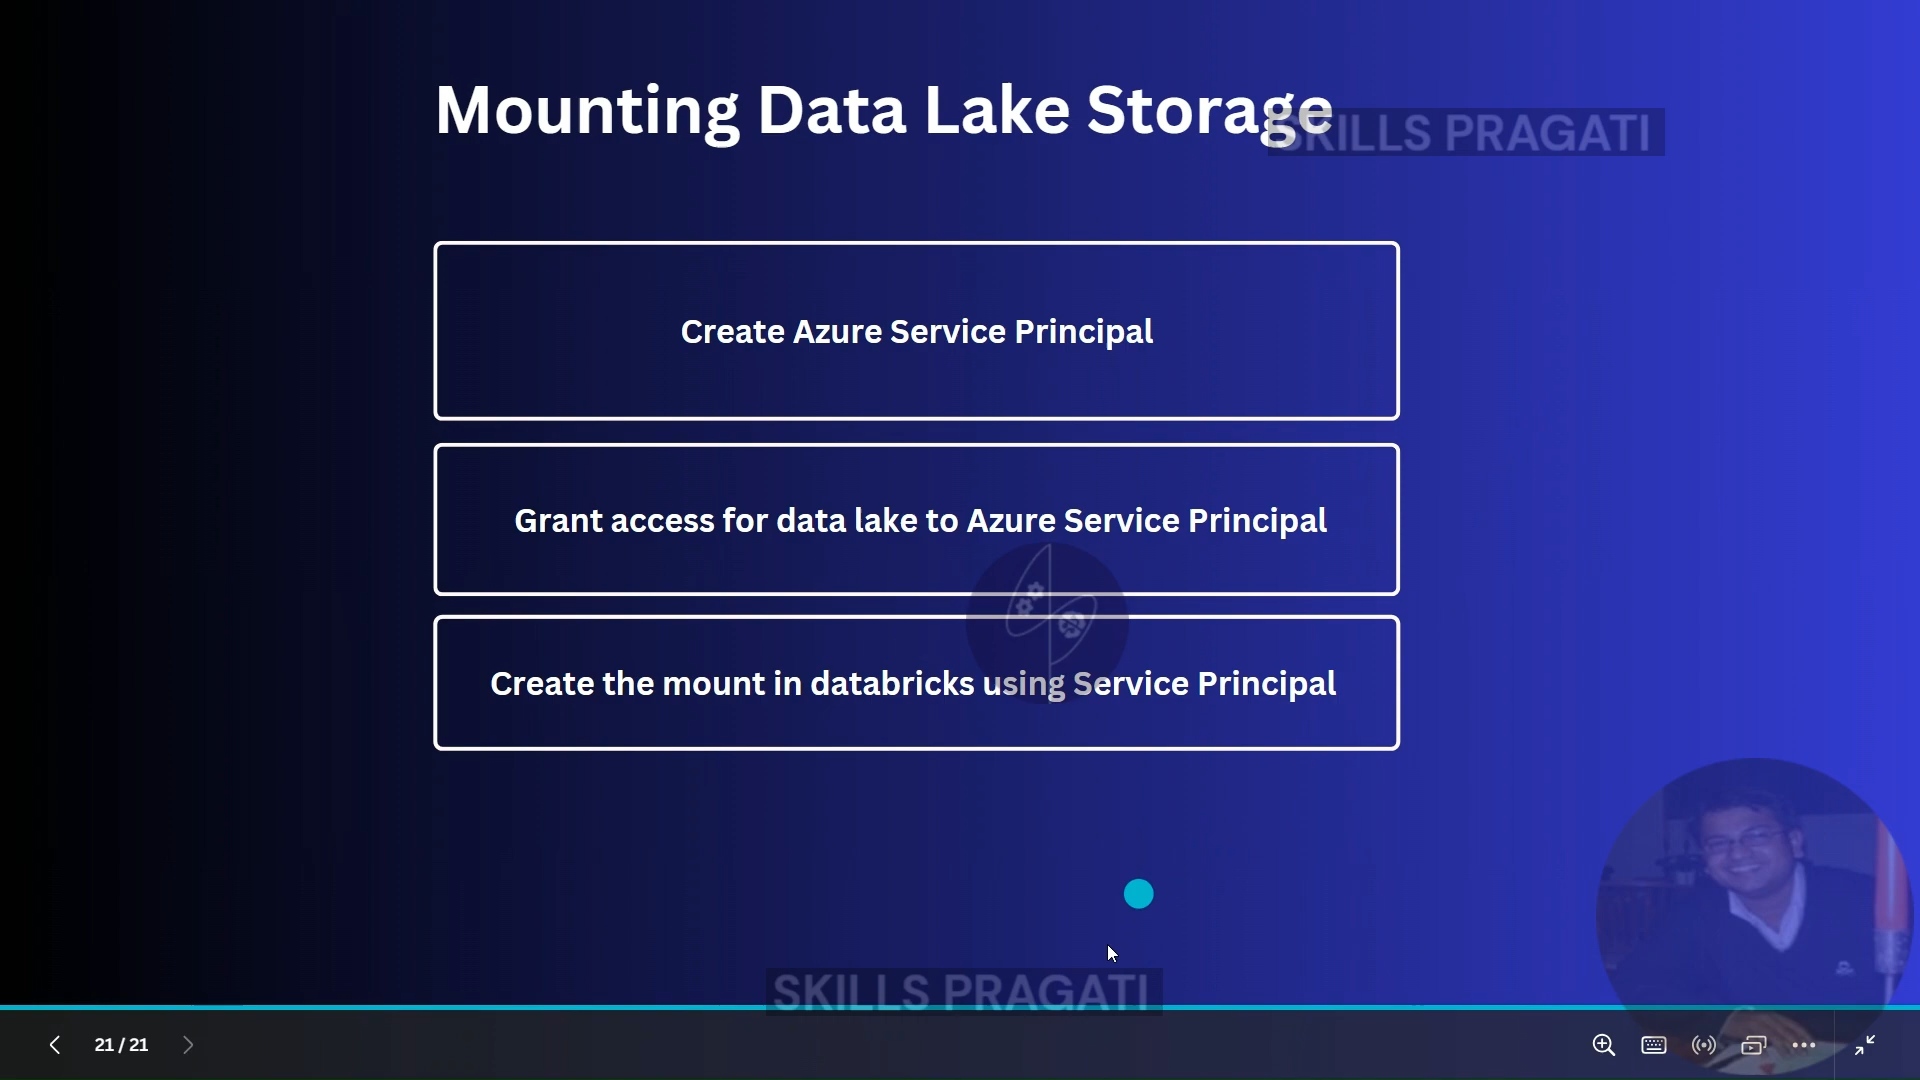 Mounting Data Lake Storage
SKILLS PRAGATI
Create Azure Service Principal
Grant access for data lake to Azure Service Principal
Create the mount in databricks using Service Principal
SKILLS PRAGATI
21 / 21